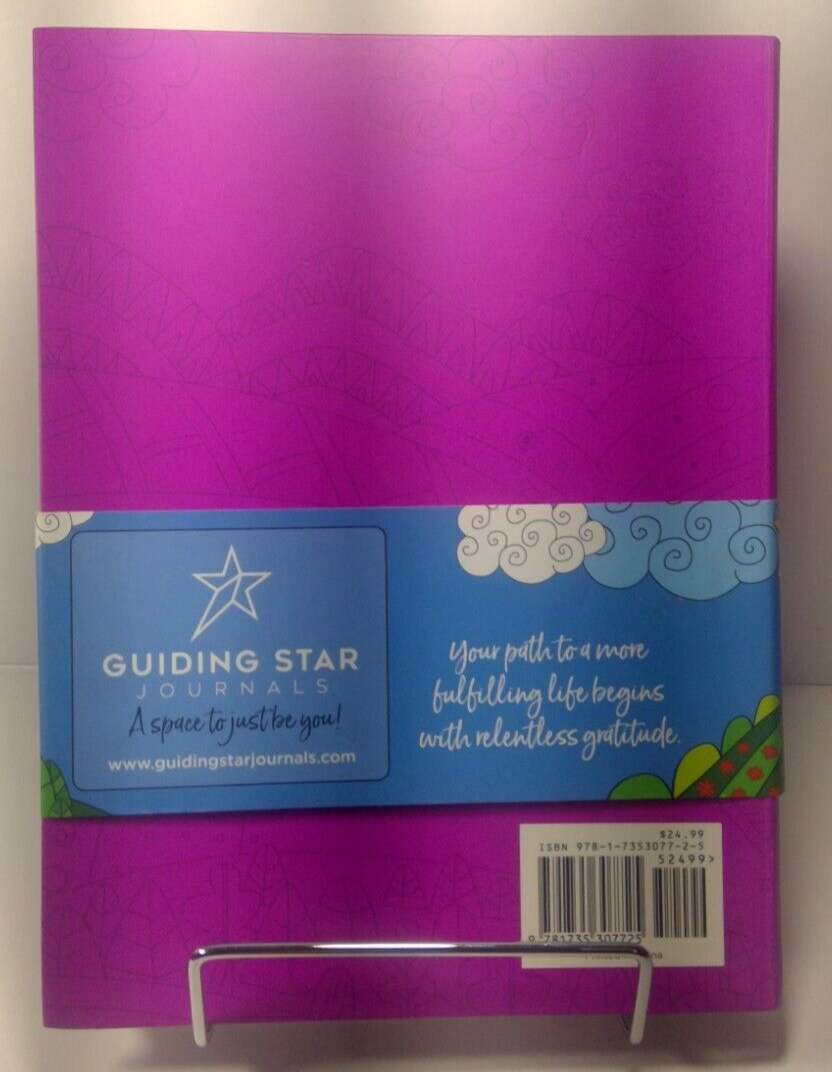 GUIDING STAR
JOURNALS
A space to just be you!
www.guidingstarjournals.com
Your path to a more
fulfilling life begins
with relentless gratitude.
$24.99
ISBN 978-1-7353077-2-5
52499>
9 781735 307725